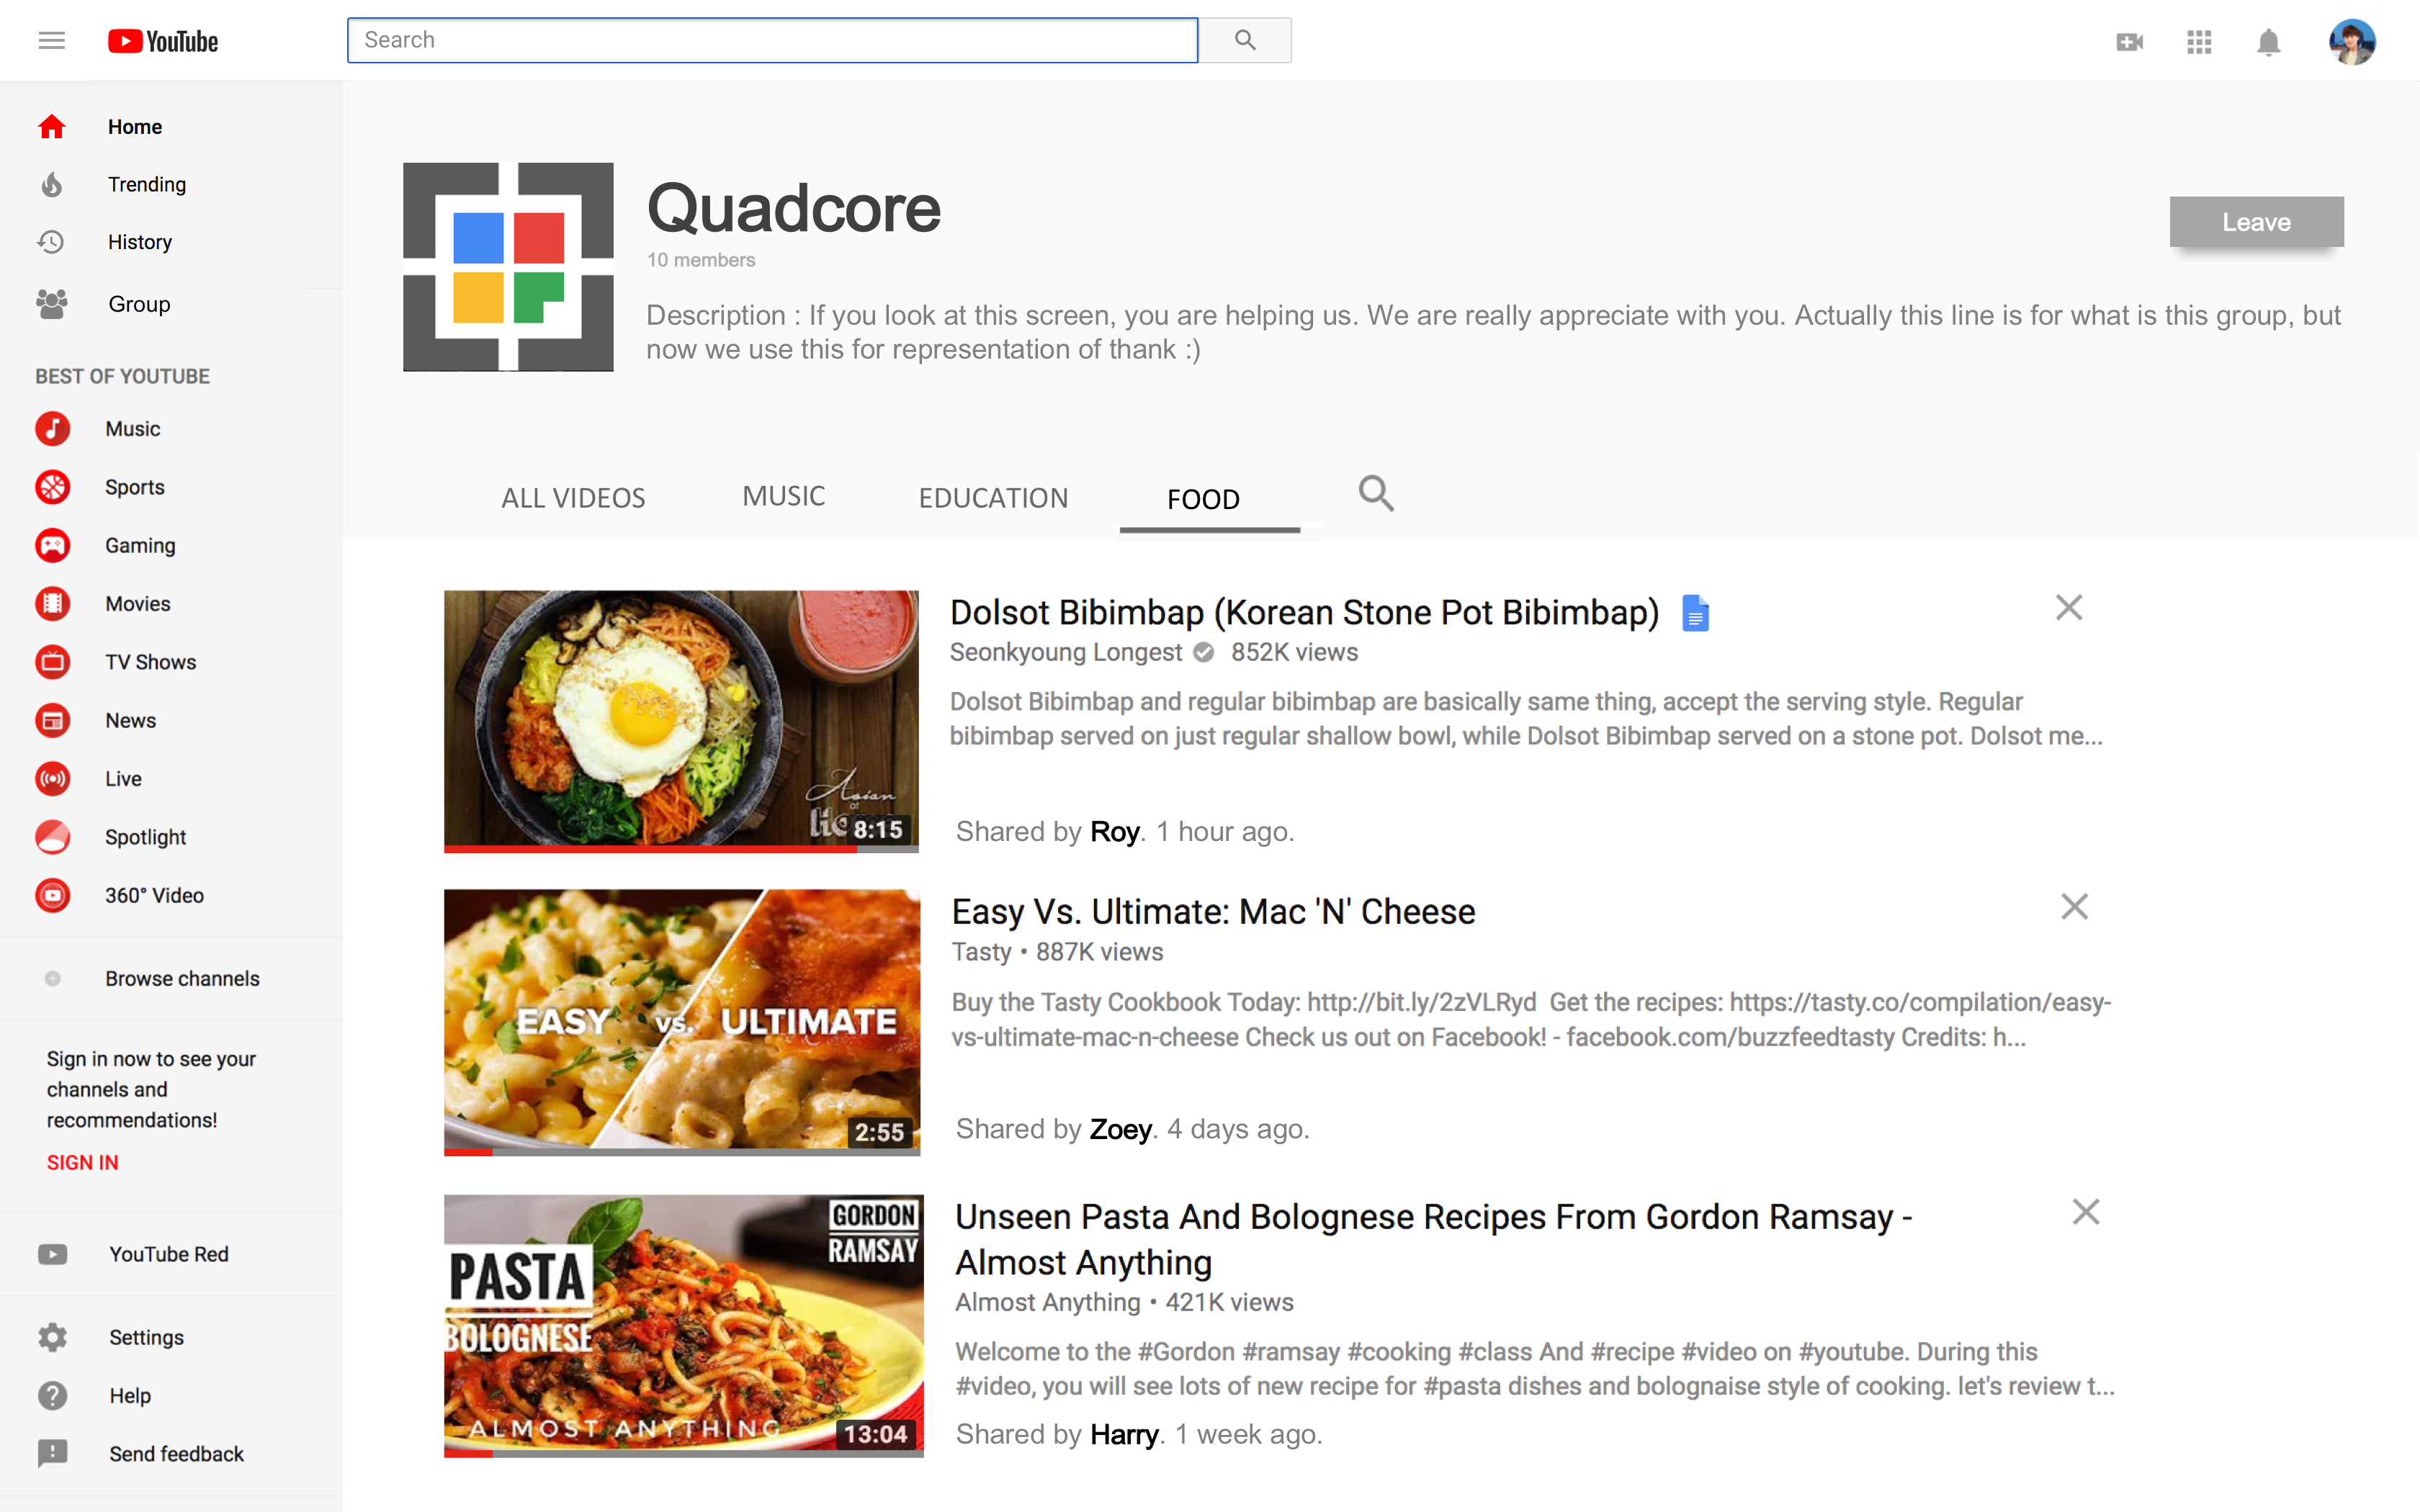 YouTube
Search
Home
Trending
History
Group
BEST OF YOUTUBE
Music
Sports
Gaming
Movies
TV Shows
News
Live
Spotlight
360° Video
Browse channels
Sign in now to see your
channels and
recommendations!
SIGN IN
YouTube Red
Settings
Help
Send feedback
Quadcore
10 members
Leave
Description : If you look at this screen, you are helping us. We are really appreciate with you. Actually this line is for what is this group, but
now we use this for representation of thank :)
ALL VIDEOS
MUSIC
EDUCATION
FOOD
Asian
at
8:15
Dolsot Bibimbap (Korean Stone Pot Bibimbap)
Seonkyoung Longest 852K views
Dolsot Bibimbap and regular bibimbap are basically same thing, accept the serving style. Regular
bibimbap served on just regular shallow bowl, while Dolsot Bibimbap served on a stone pot. Dolsot me...
Shared by Roy. 1 hour ago.
EASY vs. ULTIMATE
2:55
Easy Vs. Ultimate: Mac 'N' Cheese
Tasty • 887K views
Buy the Tasty Cookbook Today: http://bit.ly/2zVLRyd Get the recipes: https://tasty.co/compilation/easy-
vs-ultimate-mac-n-cheese Check us out on Facebook! - facebook.com/buzzfeedtasty Credits: h...
Shared by Zoey. 4 days ago.
GORDON
RAMSAY
PASTA
BOLOGNESE
ALMOST ANYTHING
13:04
Unseen Pasta And Bolognese Recipes From Gordon Ramsay -
Almost Anything
Almost Anything • 421K views
Welcome to the #Gordon #ramsay #cooking #class And #recipe #video on #youtube. During this
#video, you will see lots of new recipe for #pasta dishes and bolognaise style of cooking. let's review t...
Shared by Harry. 1 week ago.